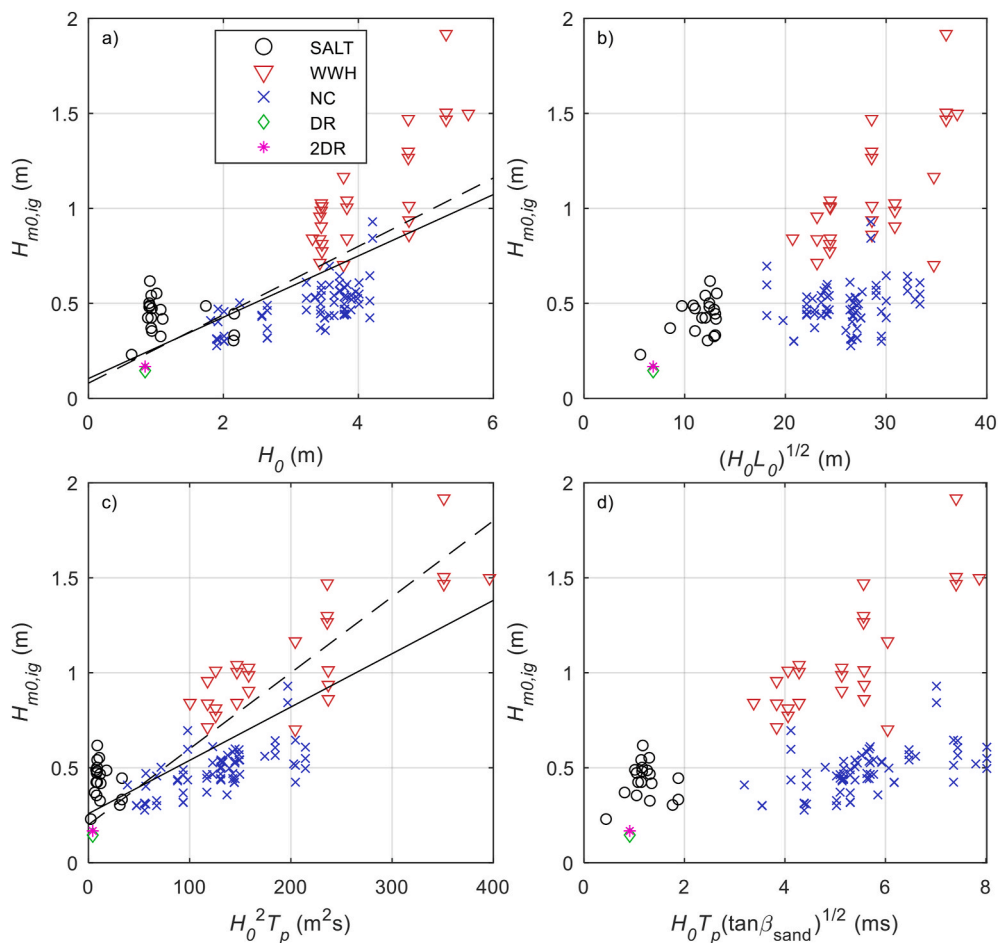 a)
SALT
WWH
NC
DR
2DR
2
1.5
1
0.5
0
H_{m0,ig} (m)
0 2 4 6
H_0 (m)
b)
2
1.5
1
0.5
0
H_{m0,ig} (m)
0 10 20 30 40
(H_0L_0)^{1/2} (m)
c)
2
1.5
1
0.5
0
H_{m0,ig} (m)
0 100 200 300 400
H_0^2T_p (m²s)
d)
2
1.5
1
0.5
0
H_{m0,ig} (m)
0 2 4 6 8
H_0T_p(tanβ_{sand})^{1/2} (ms)